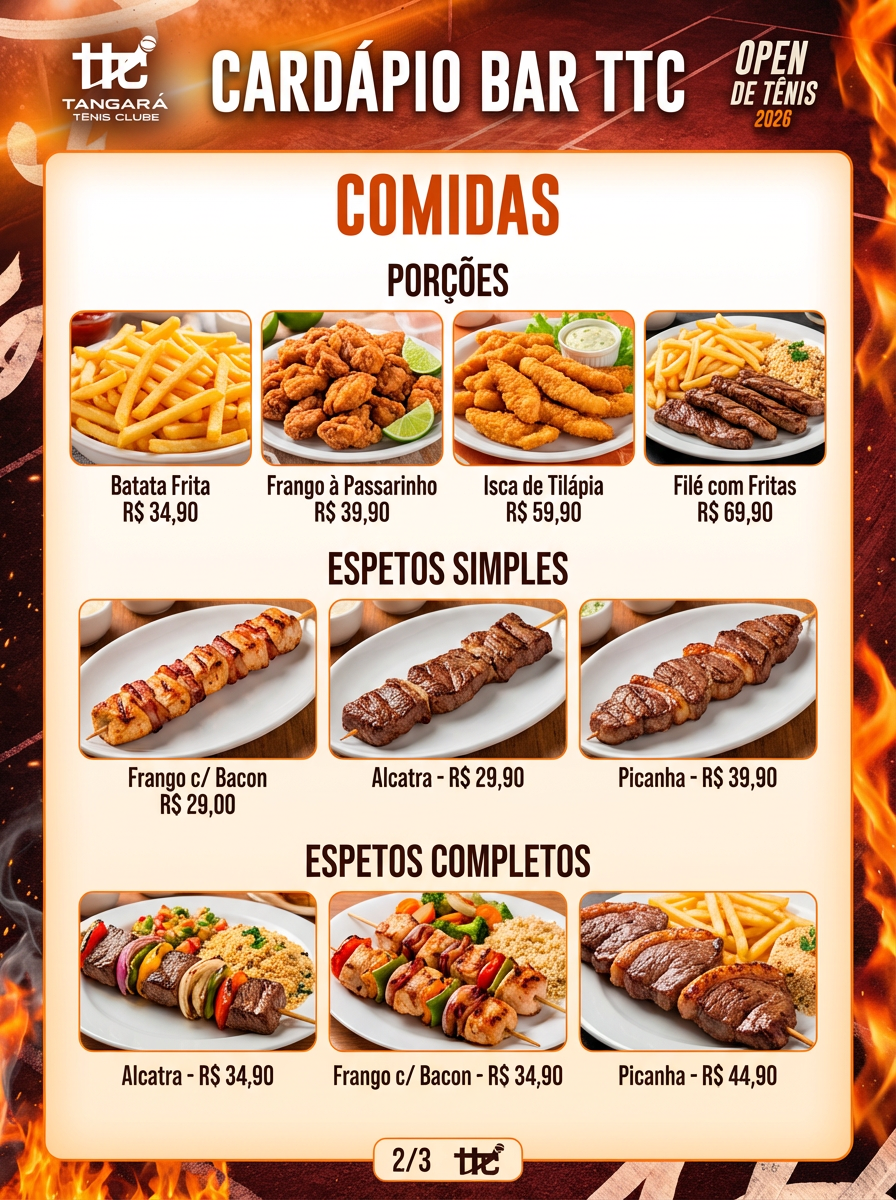 ttc
TANGARÁ
TÊNIS CLUBE
CARDÁPIO BAR TTC
OPEN
DE TÊNIS
2026
COMIDAS
PORÇÕES
Batata Frita
R$ 34,90
Frango à Passarinho
R$ 39,90
Isca de Tilápia
R$ 59,90
Filé com Fritas
R$ 69,90
ESPETOS SIMPLES
Frango c/ Bacon
R$ 29,00
Alcatra - R$ 29,90
Picanha - R$ 39,90
ESPETOS COMPLETOS
Alcatra - R$ 34,90
Frango c/ Bacon - R$ 34,90
Picanha - R$ 44,90
2/3 ttc